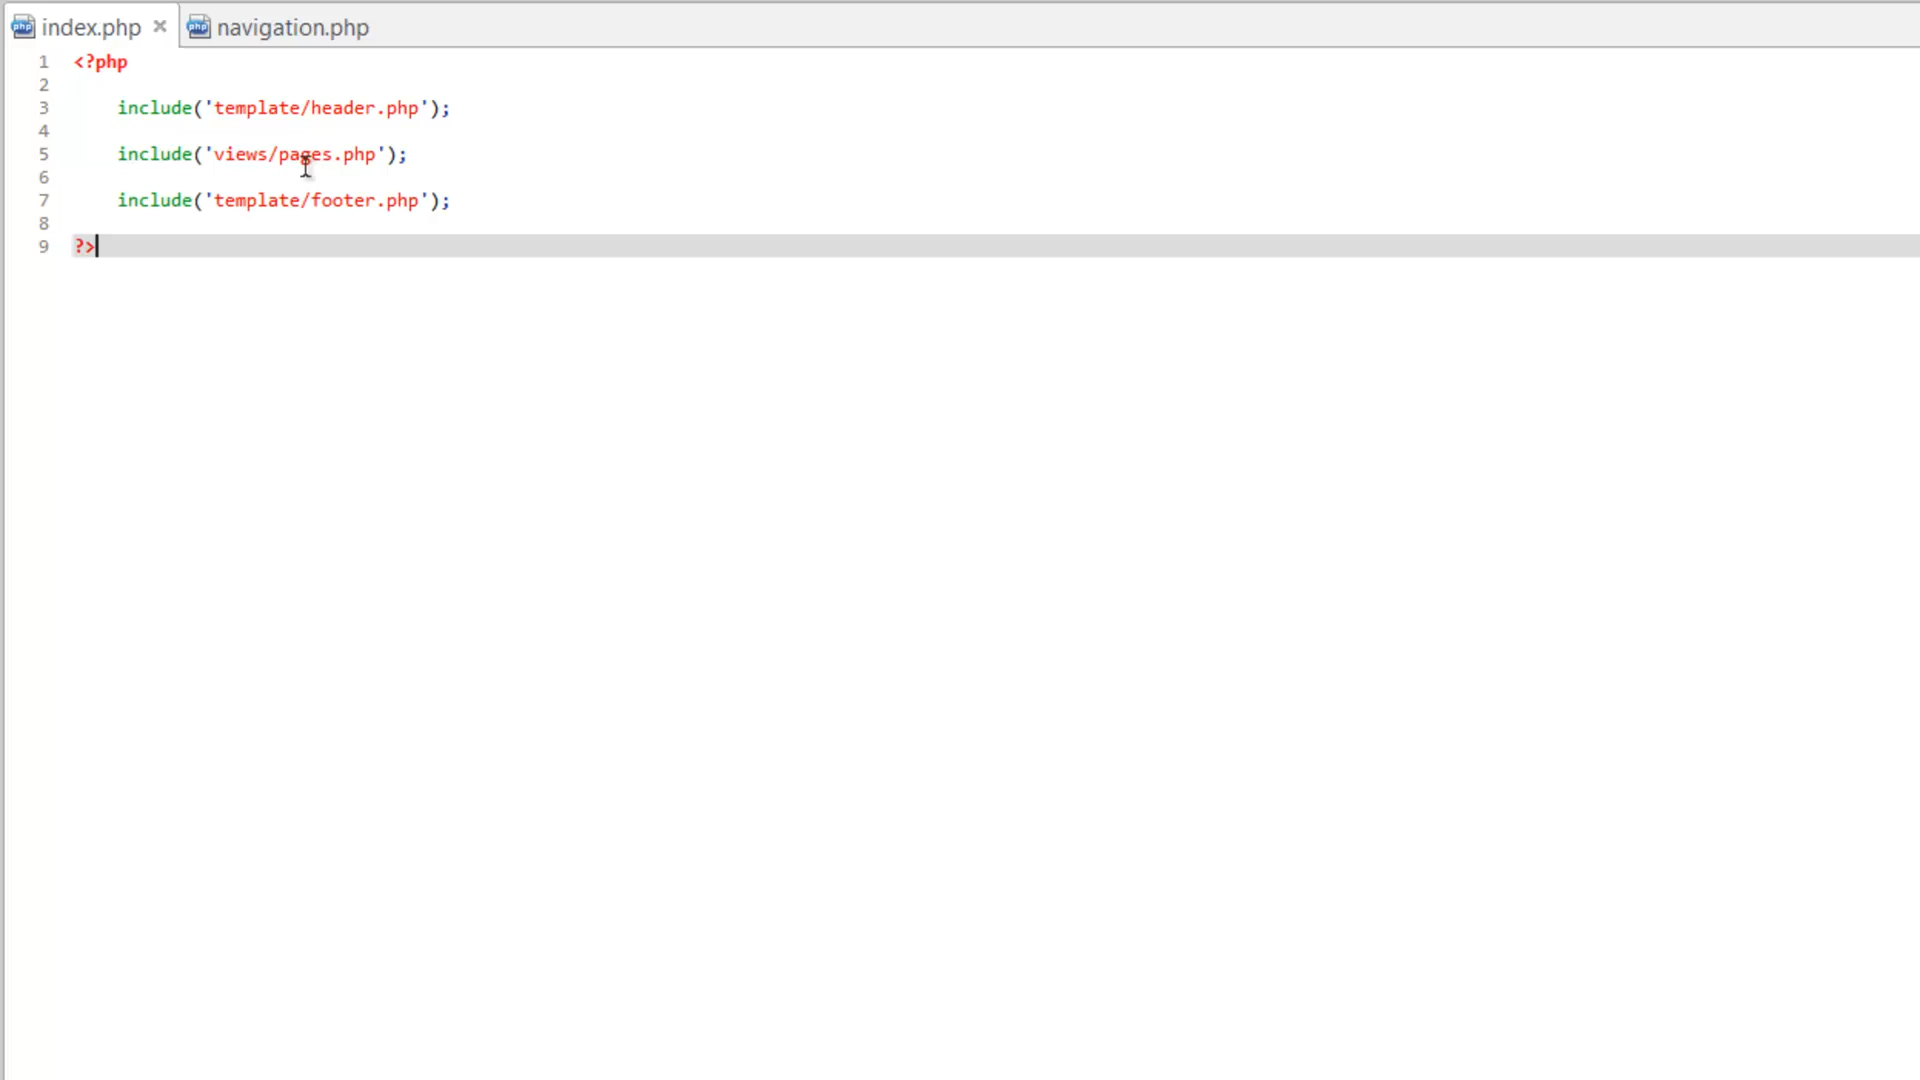 index.php navigation.php
1 <?php
2
3 include('template/header.php');
4
5 include('views/pages.php');
6
7 include('template/footer.php');
8
9 ?>